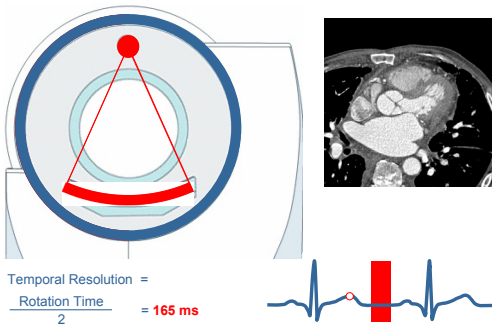 Temporal Resolution =
Rotation Time
2
= 165 ms